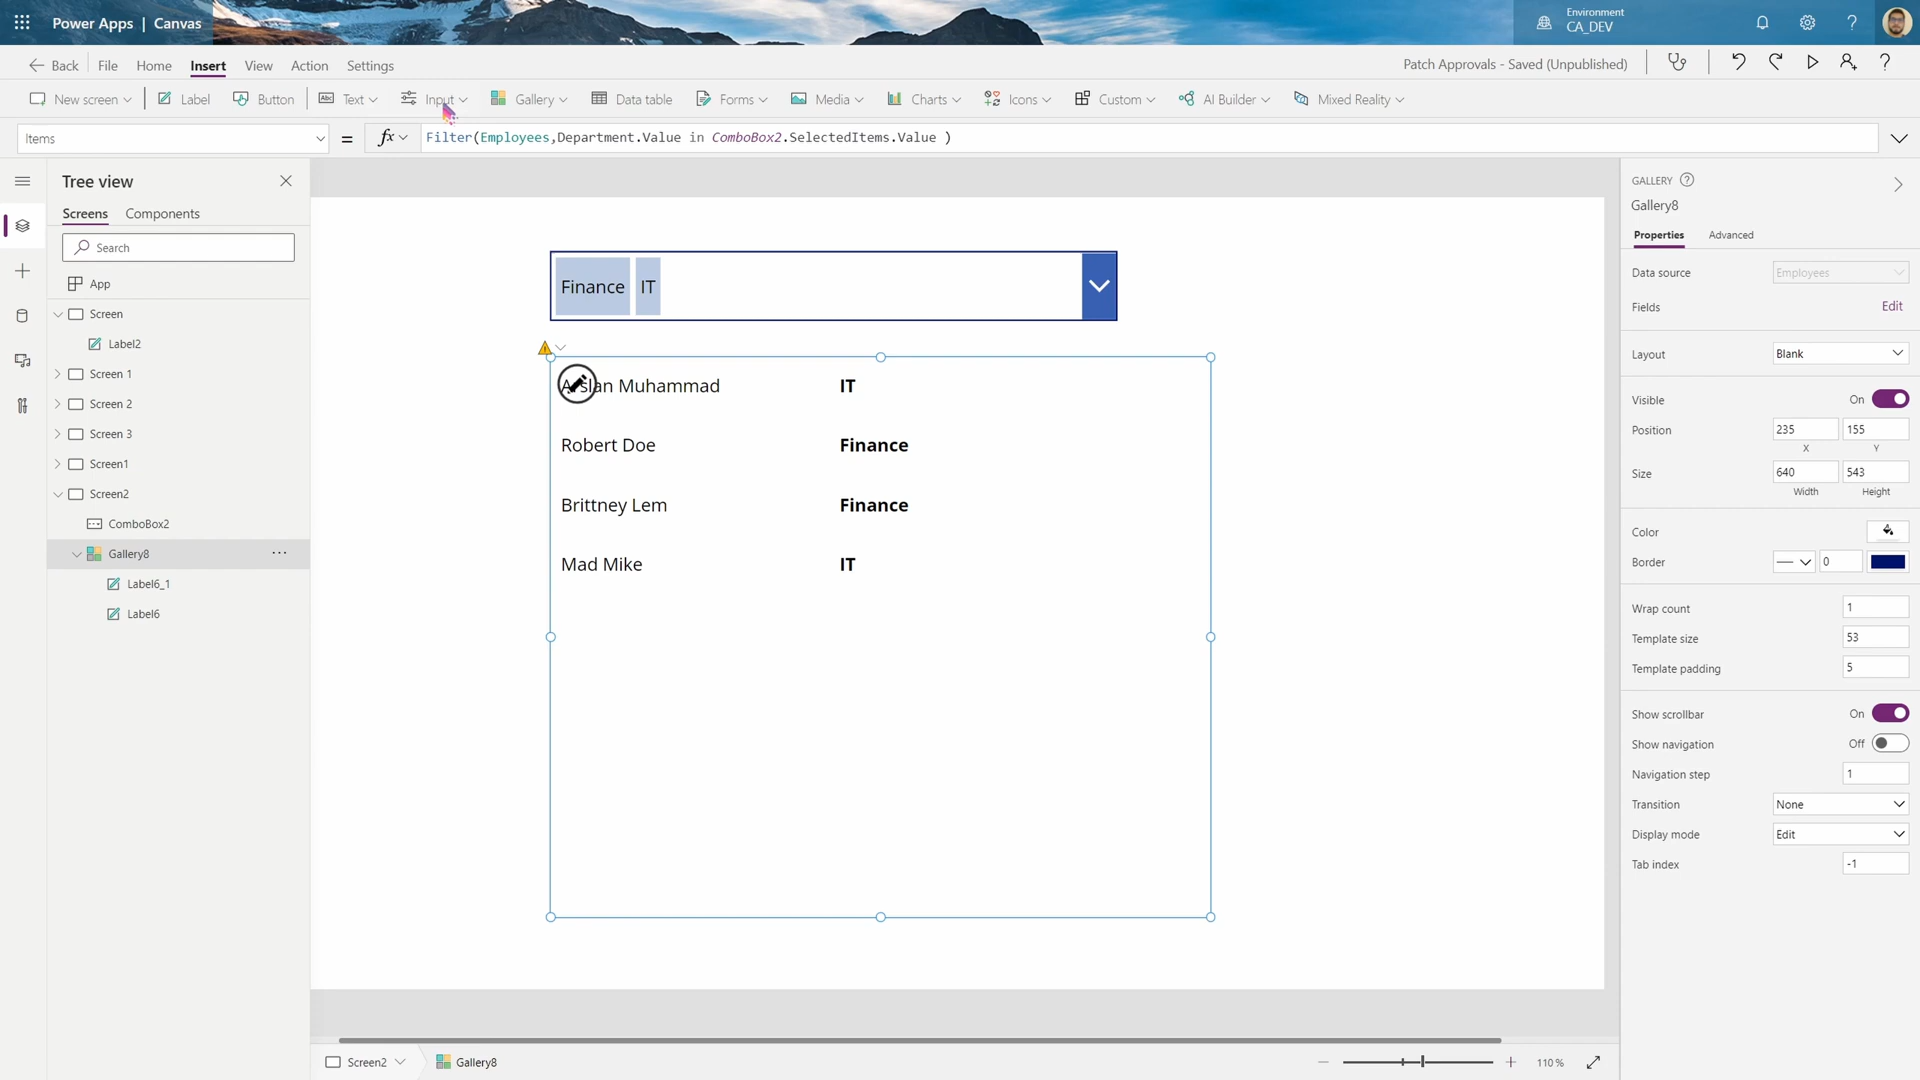 Power Apps | Canvas
Environment
CA_DEV
Back File Home Insert View Action Settings
Patch Approvals - Saved (Unpublished)
New screen Label Button Text Input Gallery Data table Forms Media Charts Icons Custom AI Builder Mixed Reality
Items = fx Filter(Employees,Department.Value in ComboBox2.SelectedItems.Value )
Tree view
Screens Components
Search
App
Screen
Label2
Screen 1
Screen 2
Screen 3
Screen1
Screen2
ComboBox2
Gallery8
Label6_1
Label6
Finance IT
Arslan Muhammad IT
Robert Doe Finance
Brittney Lem Finance
Mad Mike IT
GALLERY
Gallery8
Properties Advanced
Data source Employees
Fields Edit
Layout Blank
Visible On
Position 235 155
X Y
Size 640 543
Width Height
Color
Border 0
Wrap count 1
Template size 53
Template padding 5
Show scrollbar On
Show navigation Off
Navigation step 1
Transition None
Display mode Edit
Tab index -1
Screen2 Gallery8
110 %